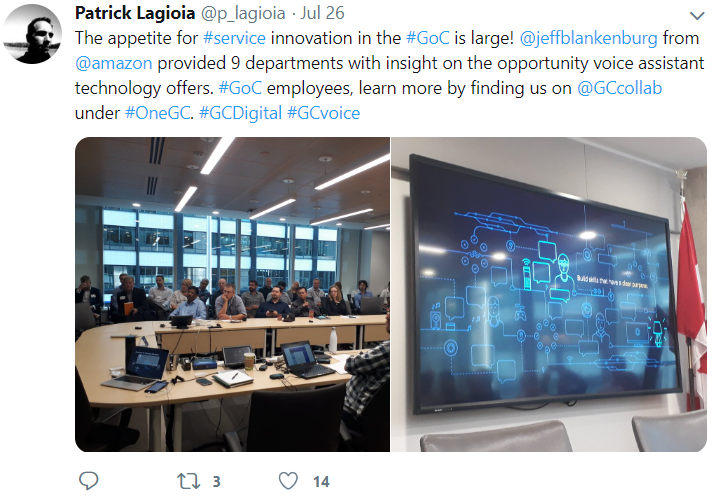 Patrick Lagioia @p_lagioia · Jul 26
The appetite for #service innovation in the #GoC is large! @jeffblankenburg from
@amazon provided 9 departments with insight on the opportunity voice assistant
technology offers. #GoC employees, learn more by finding us on @GCcollab
under #OneGC. #GCDigital #GCvoice
Build skills that have a clear purpose.
3
14